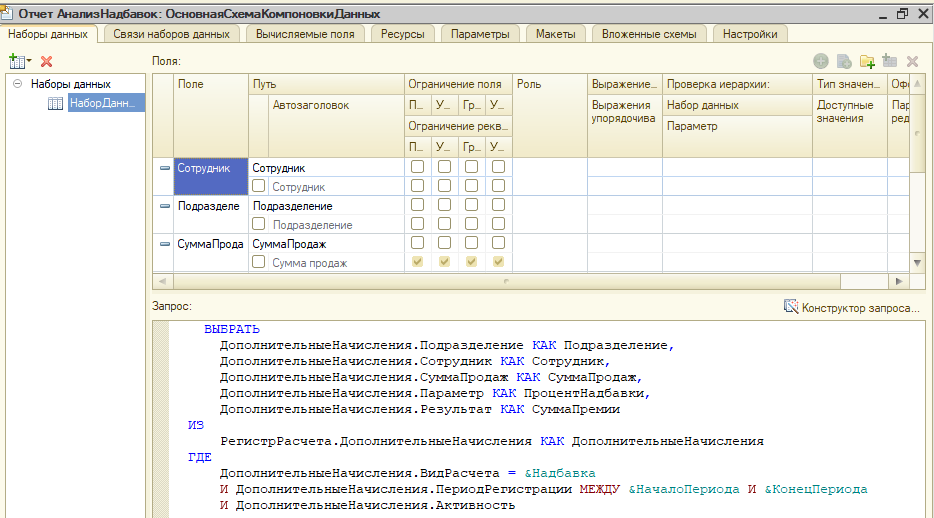 Отчет АнализНадбавок: ОсновнаяСхемаКомпоновкиДанных
Наборы данных Связи наборов данных Вычисляемые поля Ресурсы Параметры Макеты Вложенные схемы Настройки
Поля:
Наборы данных
НаборДанн...
Поле Путь Ограничение поля Роль Выражение... Проверка иерархии: Тип значен... Офо
Автозаголовок П... У... Гр... У... Выражения упорядочива Набор данных Доступные значения Пар ред
Ограничение рекв... Параметр
П... У... Гр... У...
Сотрудник Сотрудник
Сотрудник
Подразделе Подразделение
Подразделение
СуммаПрода СуммаПродаж
Сумма продаж
Запрос: Конструктор запроса...
ВЫБРАТЬ
ДополнительныеНачисления.Подразделение КАК Подразделение,
ДополнительныеНачисления.Сотрудник КАК Сотрудник,
ДополнительныеНачисления.СуммаПродаж КАК СуммаПродаж,
ДополнительныеНачисления.Параметр КАК ПроцентНадбавки,
ДополнительныеНачисления.Результат КАК СуммаПремии
ИЗ
РегистрРасчета.ДополнительныеНачисления КАК ДополнительныеНачисления
ГДЕ
ДополнительныеНачисления.ВидРасчета = &Надбавка
И ДополнительныеНачисления.ПериодРегистрации МЕЖДУ &НачалоПериода И &КонецПериода
И ДополнительныеНачисления.Активность